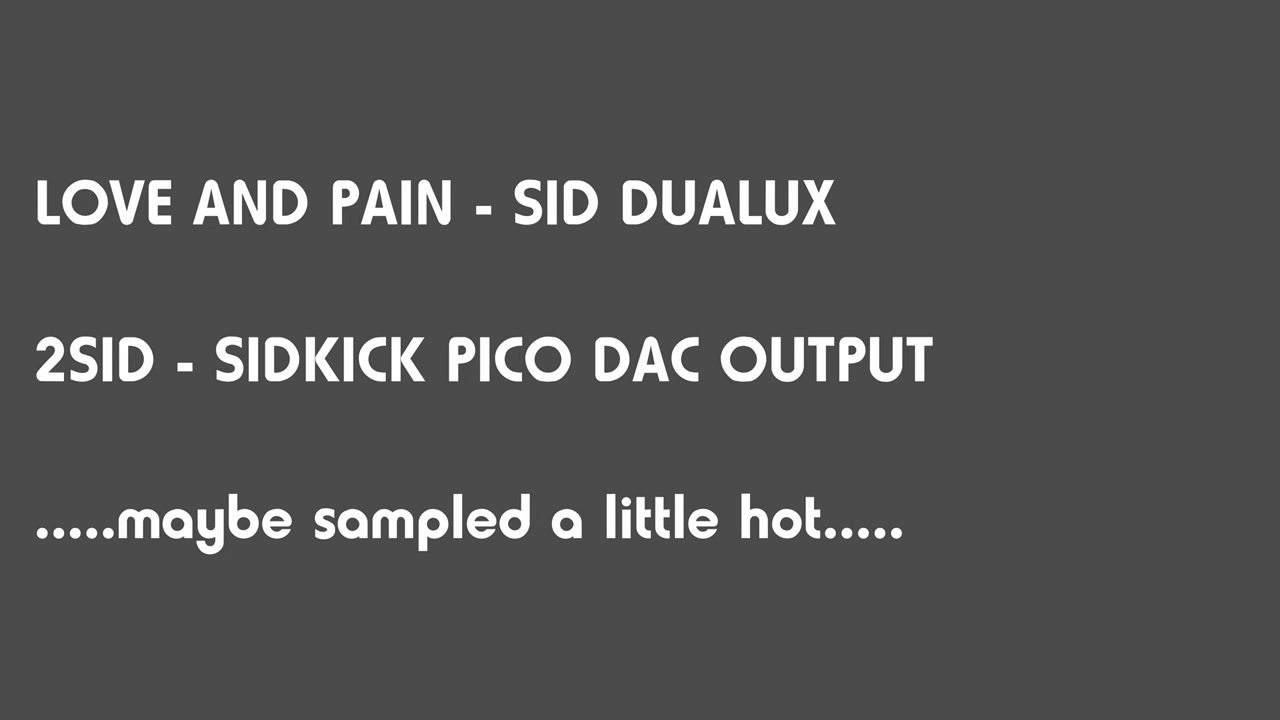 LOVE AND PAIN - SID DUALUX
2SID - SIDKICK PICO DAC OUTPUT
.....maybe sampled a little hot.....